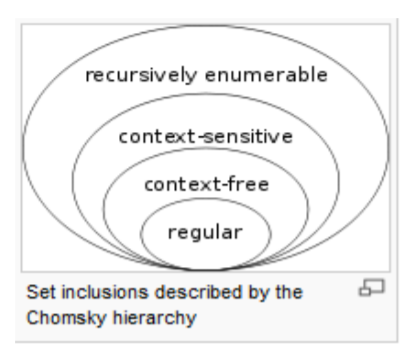 recursively enumerable
context-sensitive
context-free
regular
Set inclusions described by the
Chomsky hierarchy